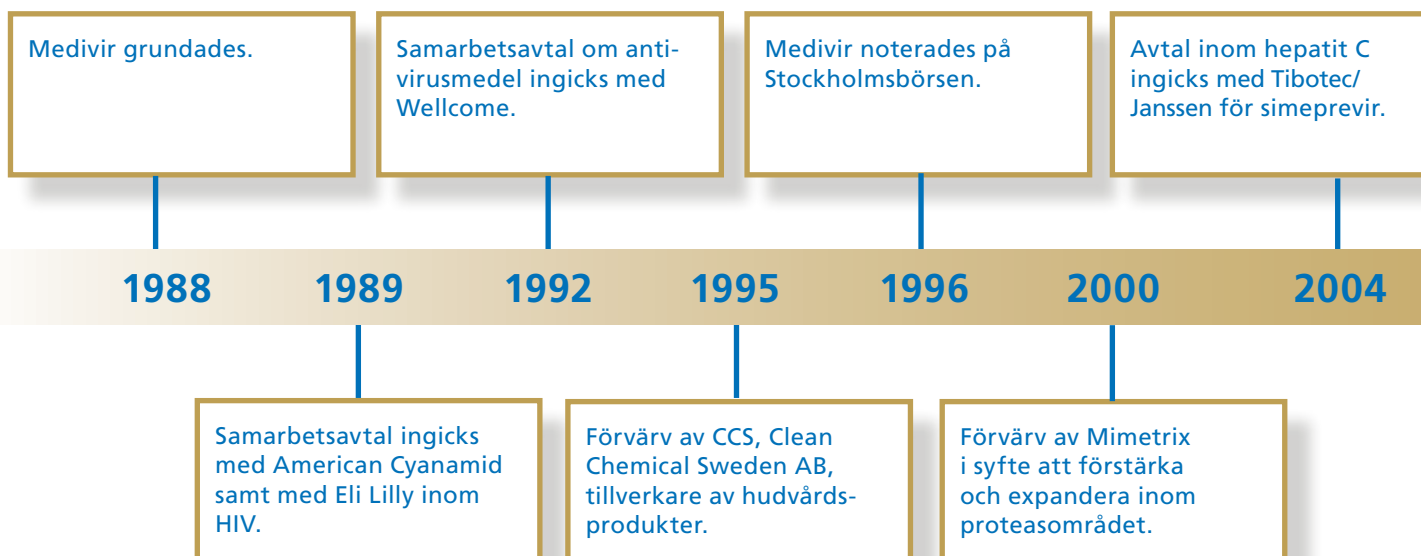 Medivir grundades.
Samarbetsavtal om anti-
virusmedel ingicks med
Wellcome.
Medivir noterades på
Stockholmsbörsen.
Avtal inom hepatit C
ingicks med Tibotec/
Janssen för simeprevir.
1988 1989 1992 1995 1996 2000 2004
Samarbetsavtal ingicks
med American Cyanamid
samt med Eli Lilly inom
HIV.
Förvärv av CCS, Clean
Chemical Sweden AB,
tillverkare av hudvårds-
produkter.
Förvärv av Mimetrix
i syfte att förstärka
och expandera inom
proteasområdet.